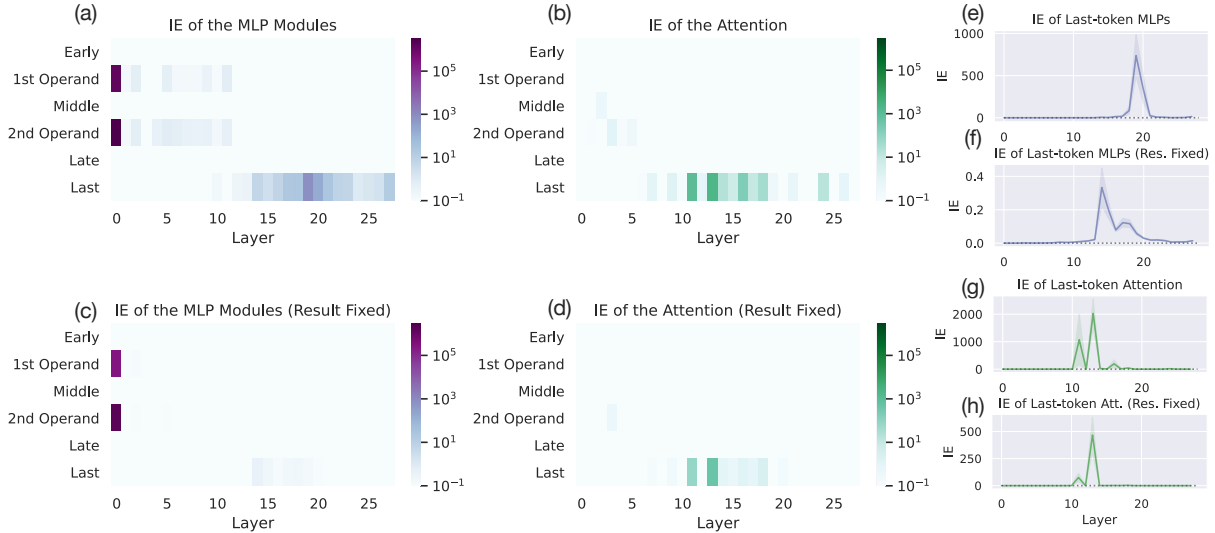 (a)
IE of the MLP Modules
Early
1st Operand
Middle
2nd Operand
Late
Last
0 5 10 15 20 25
Layer
10^5
10^3
10^1
10^−1
(b)
IE of the Attention
Early
1st Operand
Middle
2nd Operand
Late
Last
0 5 10 15 20 25
Layer
10^5
10^3
10^1
10^−1
(c)
IE of the MLP Modules (Result Fixed)
Early
1st Operand
Middle
2nd Operand
Late
Last
0 5 10 15 20 25
Layer
10^5
10^3
10^1
10^−1
(d)
IE of the Attention (Result Fixed)
Early
1st Operand
Middle
2nd Operand
Late
Last
0 5 10 15 20 25
Layer
10^5
10^3
10^1
10^−1
(e)
IE of Last-token MLPs
IE
1000
500
0
0 10 20
(f)
IE of Last-token MLPs (Res. Fixed)
IE
0.4
0.2
0.0
0 10 20
(g)
IE of Last-token Attention
IE
2000
1000
0
0 10 20
(h)
IE of Last-token Att. (Res. Fixed)
IE
500
250
0
0 10 20
Layer